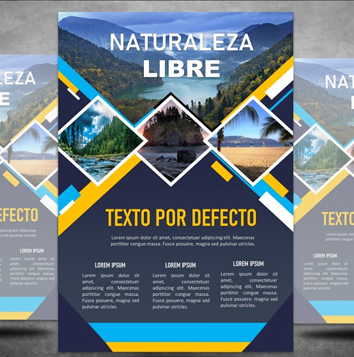 NATURALEZA
LIBRE
TEXTO POR DEFECTO
Lorem ipsum dolor sit amet, consectetuer
adipiscing elit. Maecenas porttitor congue
massa. Fusce posuere, magna sed
pulvinar ultricies.
LOREM IPSUM
Lorem ipsum dolor
sit amet, consectetuer
adipiscing elit. Maecenas
porttitor congue massa.
Fusce posuere, magna
sed pulvinar ultricies.
LOREM IPSUM
Lorem ipsum dolor
sit amet, consectetuer
adipiscing elit. Maecenas
porttitor congue massa.
Fusce posuere, magna
sed pulvinar ultricies.
LOREM IPSUM
Lorem ipsum dolor
sit amet, consectetuer
adipiscing elit. Maecenas
porttitor congue massa.
Fusce posuere, magna
sed pulvinar ultricies.